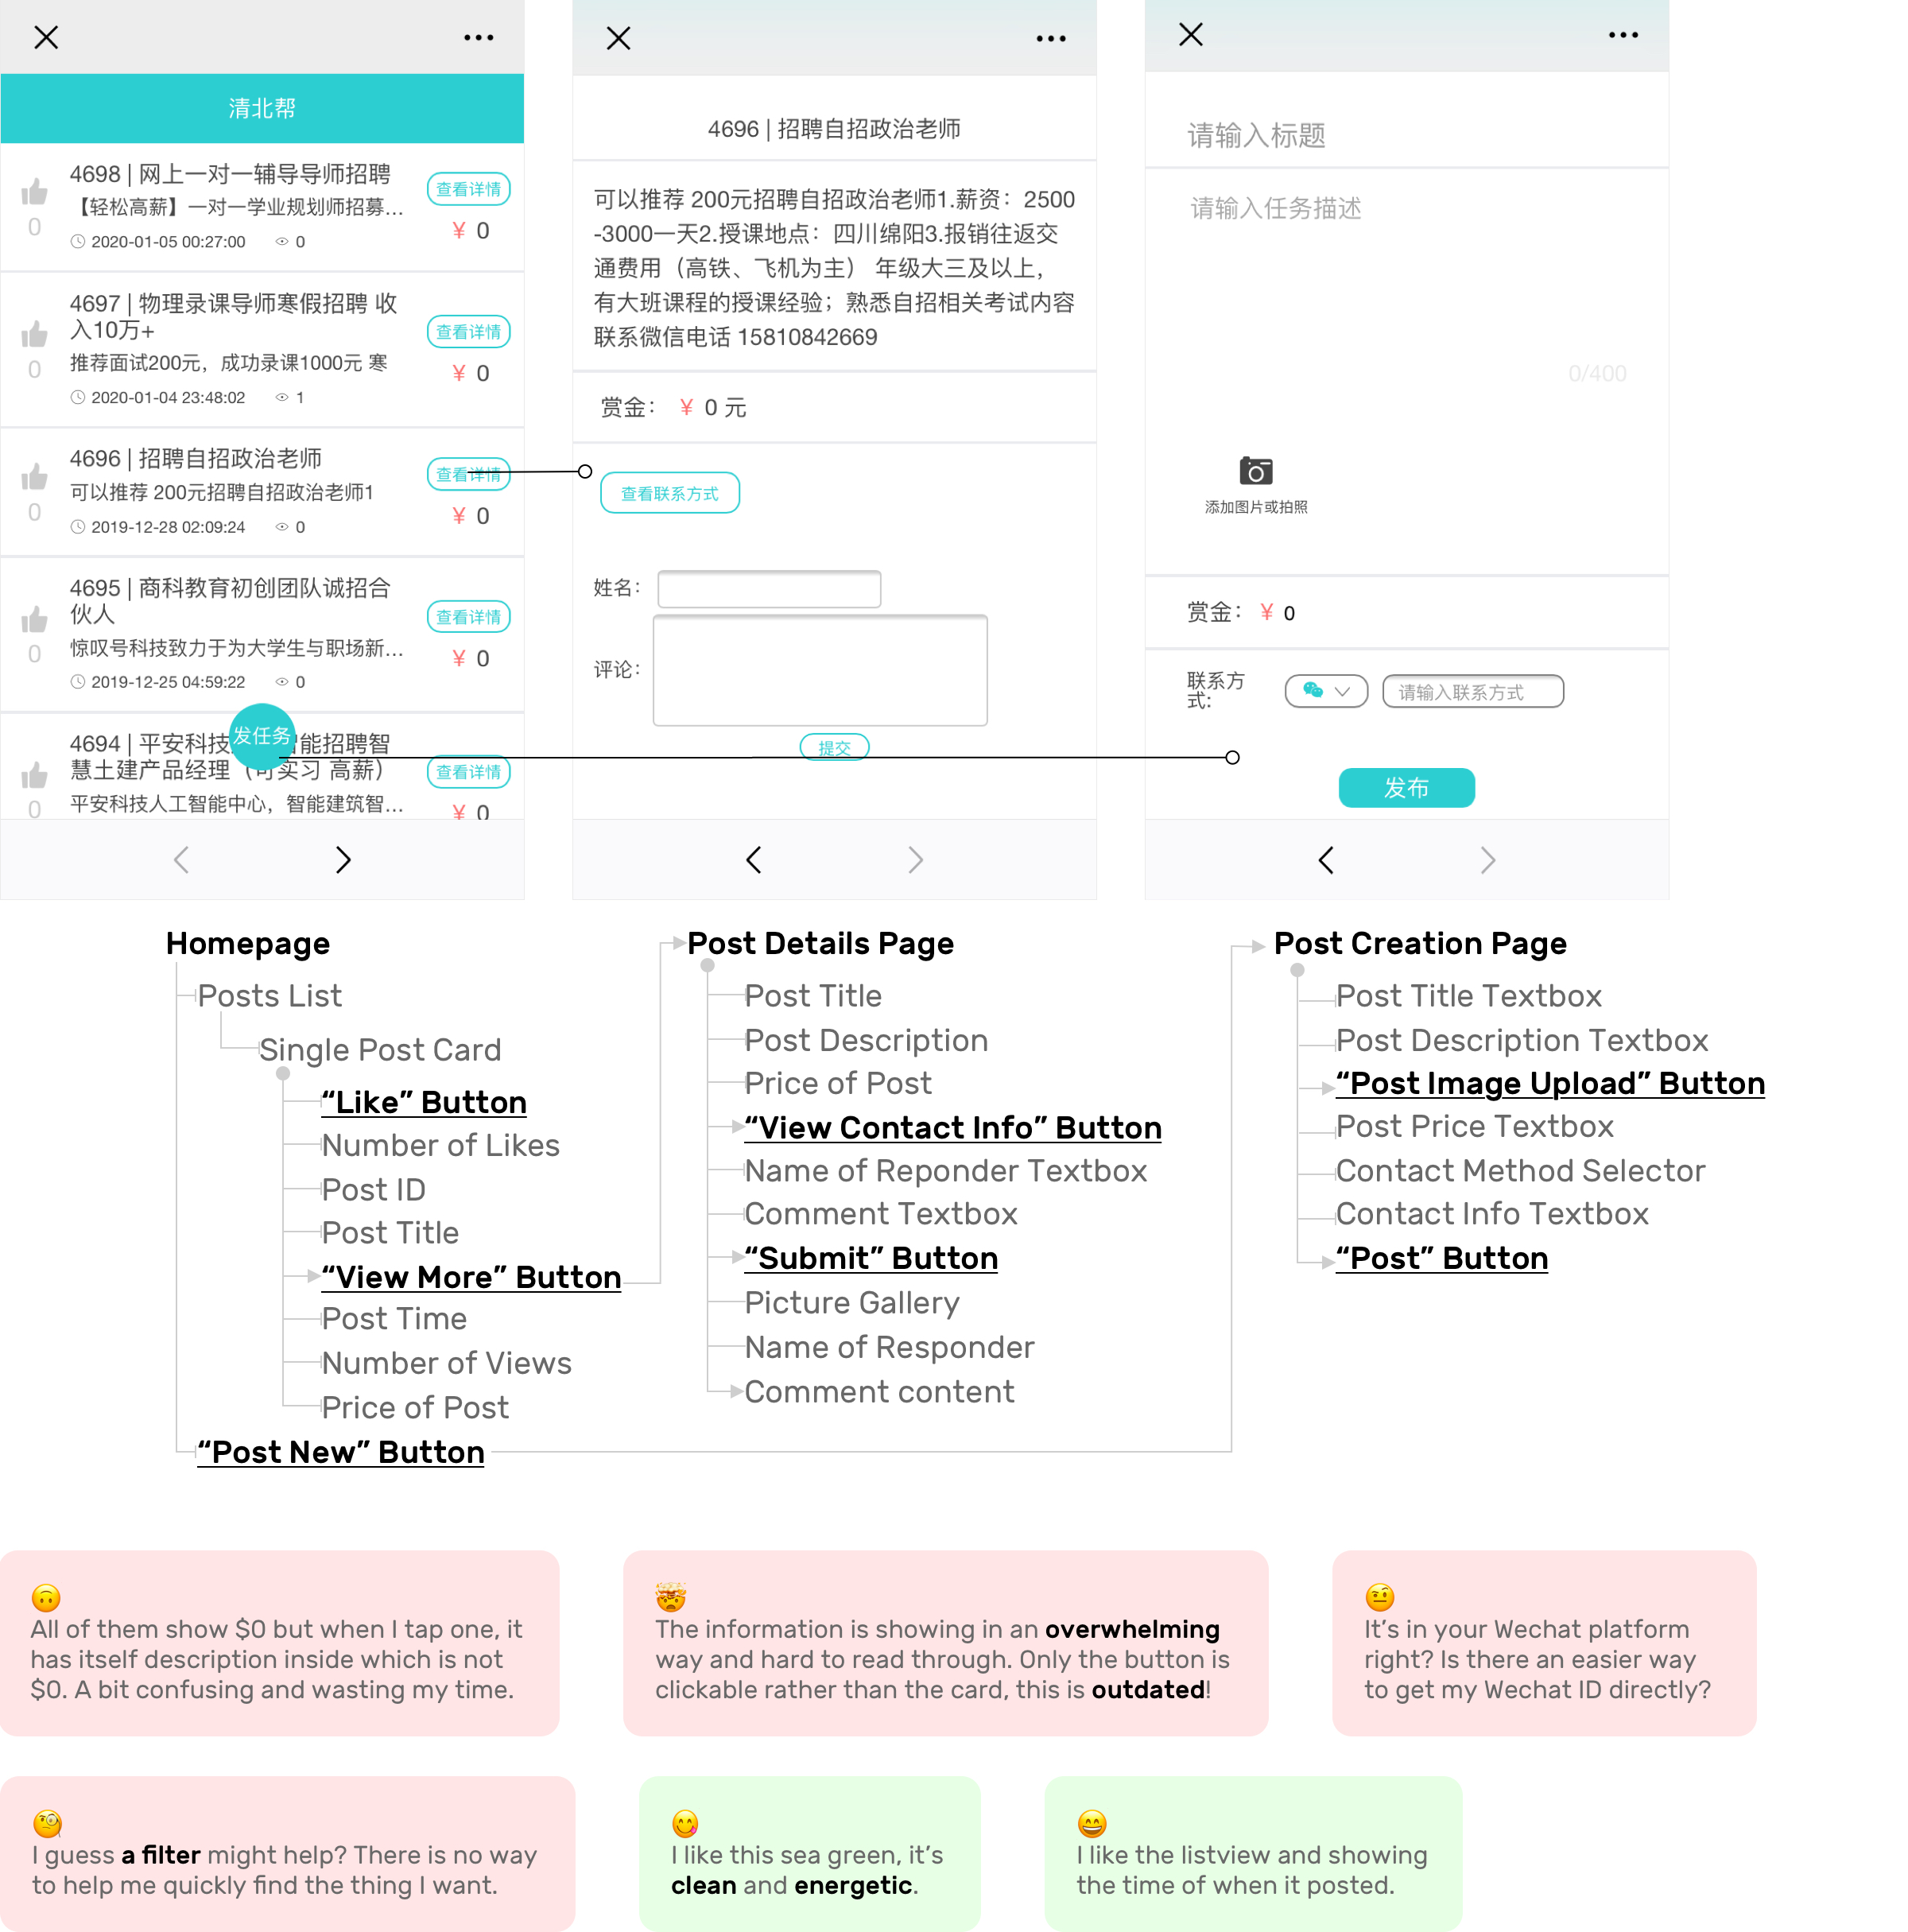 清北帮
4698 | 网上一对一辅导导师招聘
【轻松高薪】一对一学业规划师招募...
2020-01-05 00:27:00 0
0
查看详情
¥ 0
4697 | 物理录课导师寒假招聘 收
入10万+
推荐面试200元，成功录课1000元 寒
2020-01-04 23:48:02 1
0
查看详情
¥ 0
4696 | 招聘自招政治老师
可以推荐 200元招聘自招政治老师1
2019-12-28 02:09:24 0
0
查看详情
¥ 0
4695 | 商科教育初创团队诚招合
伙人
惊叹号科技致力于为大学生与职场新...
2019-12-25 04:59:22 0
0
查看详情
¥ 0
发任务
4694 | 平安科技 智能招聘智
慧土建产品经理（可实习 高薪）
平安科技人工智能中心，智能建筑智...
0
查看详情
¥ 0
4696 | 招聘自招政治老师
可以推荐 200元招聘自招政治老师1.薪资：2500
-3000一天2.授课地点：四川绵阳3.报销往返交
通费用（高铁、飞机为主） 年级大三及以上，
有大班课程的授课经验；熟悉自招相关考试内容
联系微信电话 15810842669
赏金： ¥ 0 元
查看联系方式
姓名：
评论：
提交
请输入标题
请输入任务描述
0/400
添加图片或拍照
赏金： ¥ 0
联系方
式:
请输入联系方式
发布
Homepage
Posts List
Single Post Card
“Like” Button
Number of Likes
Post ID
Post Title
“View More” Button
Post Time
Number of Views
Price of Post
“Post New” Button
Post Details Page
Post Title
Post Description
Price of Post
“View Contact Info” Button
Name of Reponder Textbox
Comment Textbox
“Submit” Button
Picture Gallery
Name of Responder
Comment content
Post Creation Page
Post Title Textbox
Post Description Textbox
“Post Image Upload” Button
Post Price Textbox
Contact Method Selector
Contact Info Textbox
“Post” Button
All of them show $0 but when I tap one, it
has itself description inside which is not
$0. A bit confusing and wasting my time.
The information is showing in an overwhelming
way and hard to read through. Only the button is
clickable rather than the card, this is outdated!
It’s in your Wechat platform
right? Is there an easier way
to get my Wechat ID directly?
I guess a filter might help? There is no way
to help me quickly find the thing I want.
I like this sea green, it’s
clean and energetic.
I like the listview and showing
the time of when it posted.